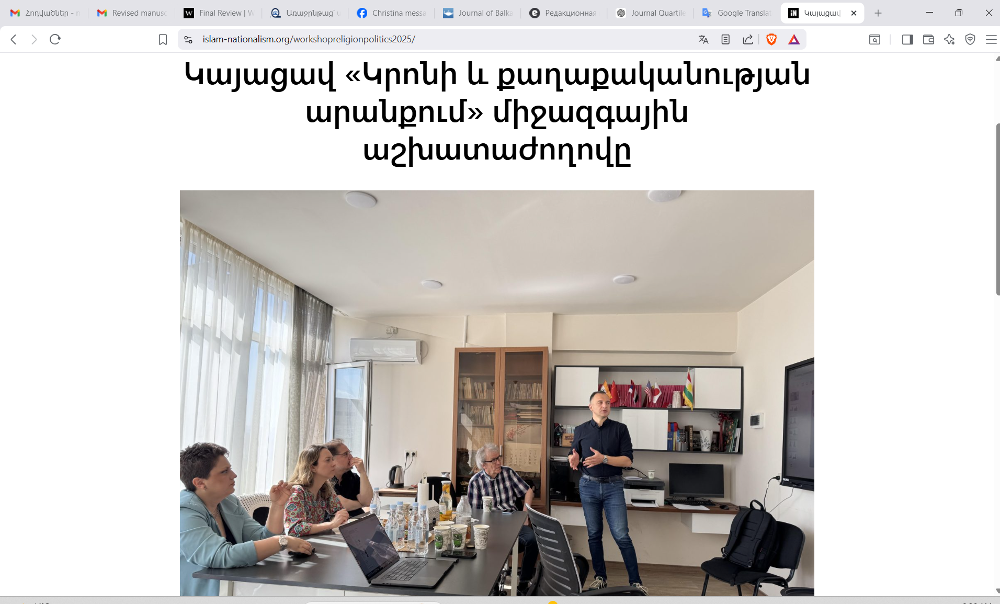 Հոդվածներ - n
Revised manusc
Final Review | W
Առաջընթաց՝ ս
Christina messa
Journal of Balka
Редакционная
Journal Quartile
Google Translat
Կայացավ
islam-nationalism.org/workshopreligionpolitics2025/
Կայացավ «Կրոնի և քաղաքականության
արանքում» միջազգային
աշխատաժողովը